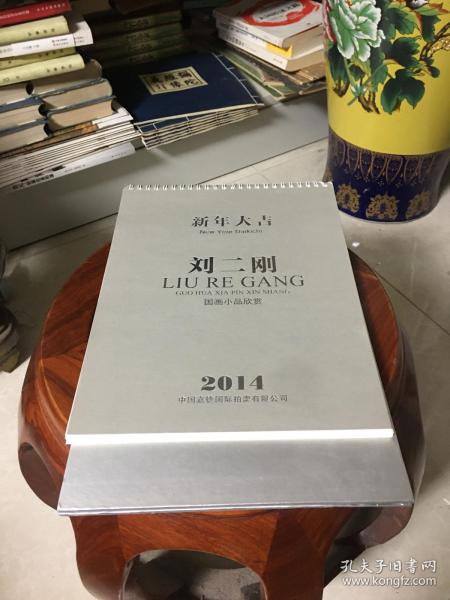 新年大吉
New Year Daikichi
刘二刚
LIU RE GANG
GUO HUA XIA PIN XIN SHANG
国画小品欣赏
2014
中国嘉德国际拍卖有限公司
孔夫子旧书网
www.kongfz.com